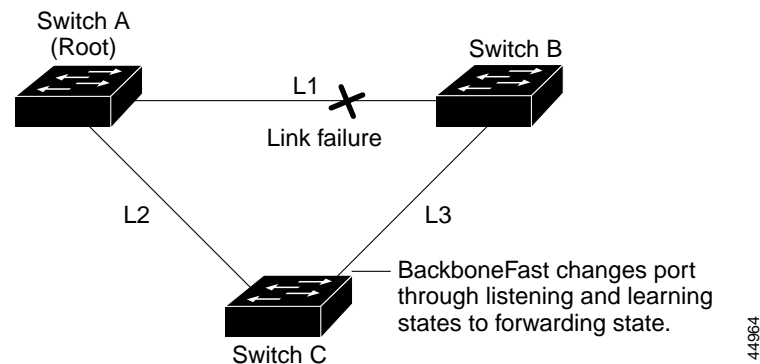 Switch A
(Root)
Switch B
L1
Link failure
L2
L3
BackboneFast changes port
through listening and learning
states to forwarding state.
Switch C
44964